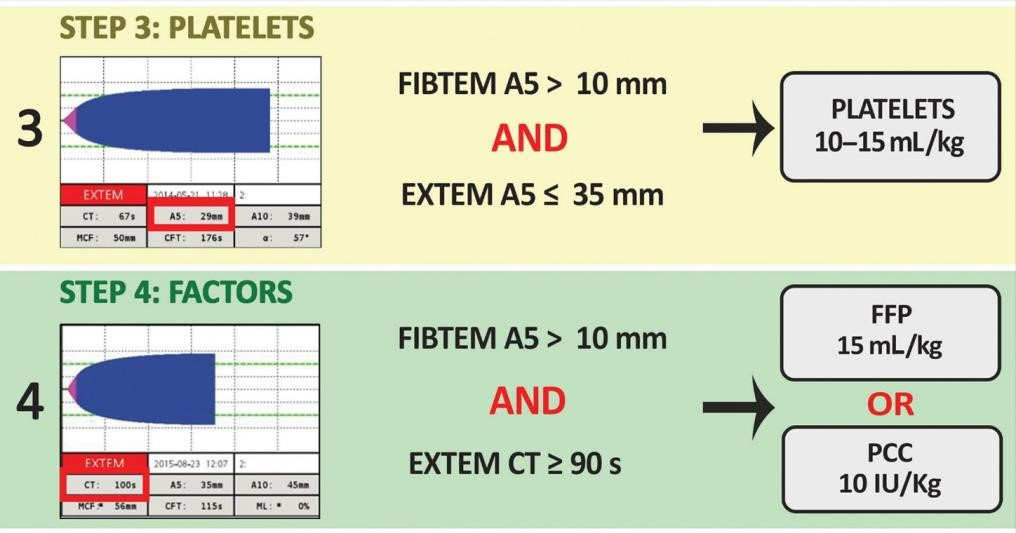 STEP 3: PLATELETS
3
EXTEM 2014-05-21 11:28 2:
CT: 67s A5: 29mm A10: 39mm
MCF: 50mm CFT: 176s α: 57°
FIBTEM A5 > 10 mm
AND
EXTEM A5 ≤ 35 mm
PLATELETS
10–15 mL/kg
STEP 4: FACTORS
4
EXTEM 2015-08-23 12:07 2:
CT: 100s A5: 35mm A10: 45mm
MCF:* 56mm CFT: 115s ML: * 0%
FIBTEM A5 > 10 mm
AND
EXTEM CT ≥ 90 s
FFP
15 mL/kg
OR
PCC
10 IU/Kg